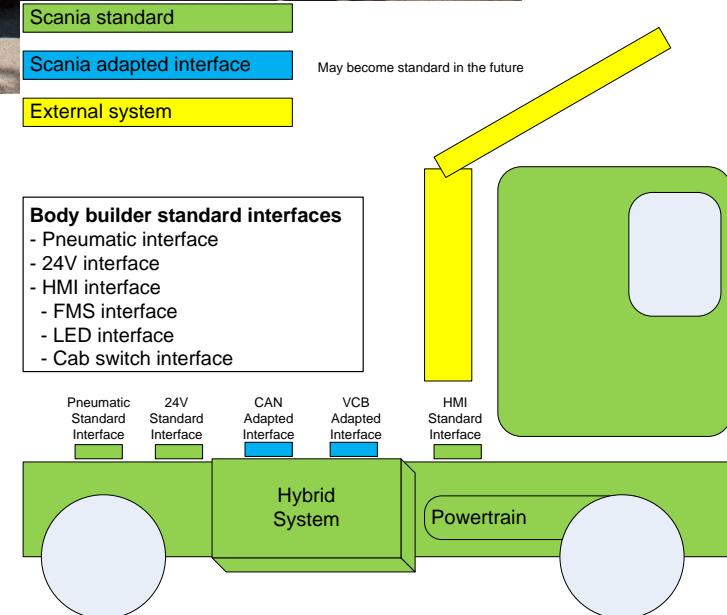 Scania standard
Scania adapted interface
May become standard in the future
External system
Body builder standard interfaces
- Pneumatic interface
- 24V interface
- HMI interface
- FMS interface
- LED interface
- Cab switch interface
Pneumatic
Standard
Interface
24V
Standard
Interface
CAN
Adapted
Interface
VCB
Adapted
Interface
HMI
Standard
Interface
Hybrid
System
Powertrain